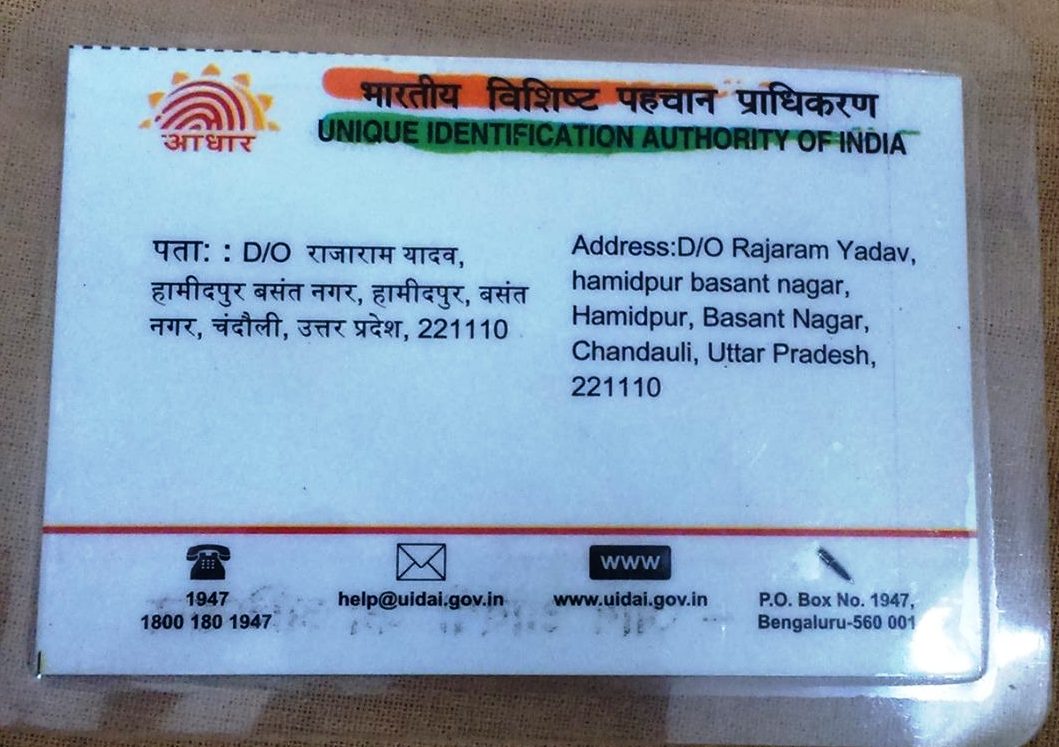 भारतीय विशिष्ट पहचान प्राधिकरण
UNIQUE IDENTIFICATION AUTHORITY OF INDIA
आधार
पता: : D/O राजाराम यादव,
हामीदपुर बसंत नगर, हामीदपुर, बसंत
नगर, चंदौली, उत्तर प्रदेश, 221110
Address:D/O Rajaram Yadav,
hamidpur basant nagar,
Hamidpur, Basant Nagar,
Chandauli, Uttar Pradesh,
221110
1947
1800 180 1947
help@uidai.gov.in
WWW
www.uidai.gov.in
P.O. Box No. 1947,
Bengaluru-560 001